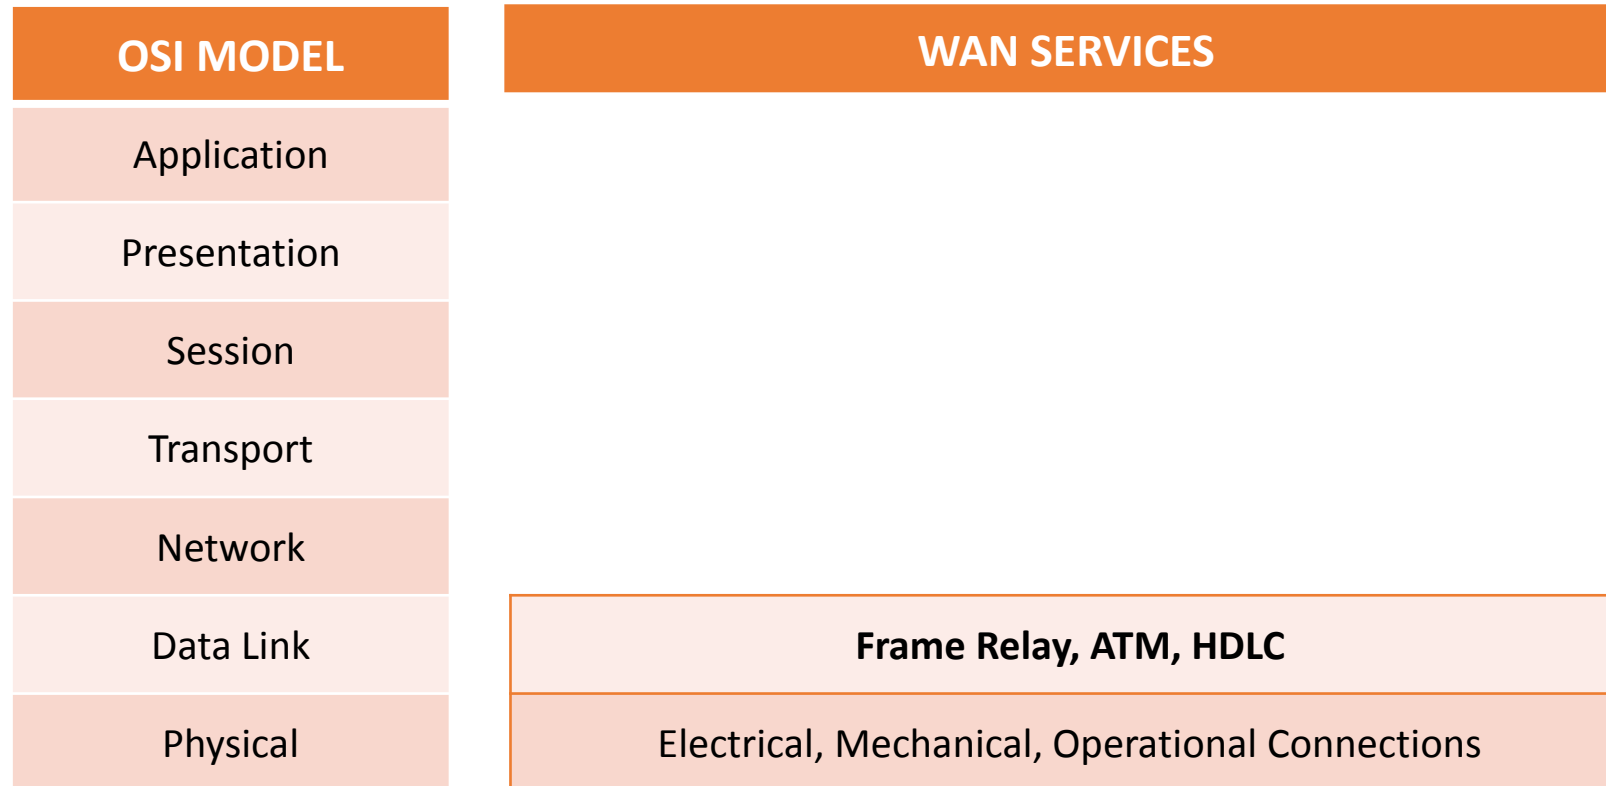 OSI MODEL
WAN SERVICES
Application
Presentation
Session
Transport
Network
Data Link
Frame Relay, ATM, HDLC
Physical
Electrical, Mechanical, Operational Connections